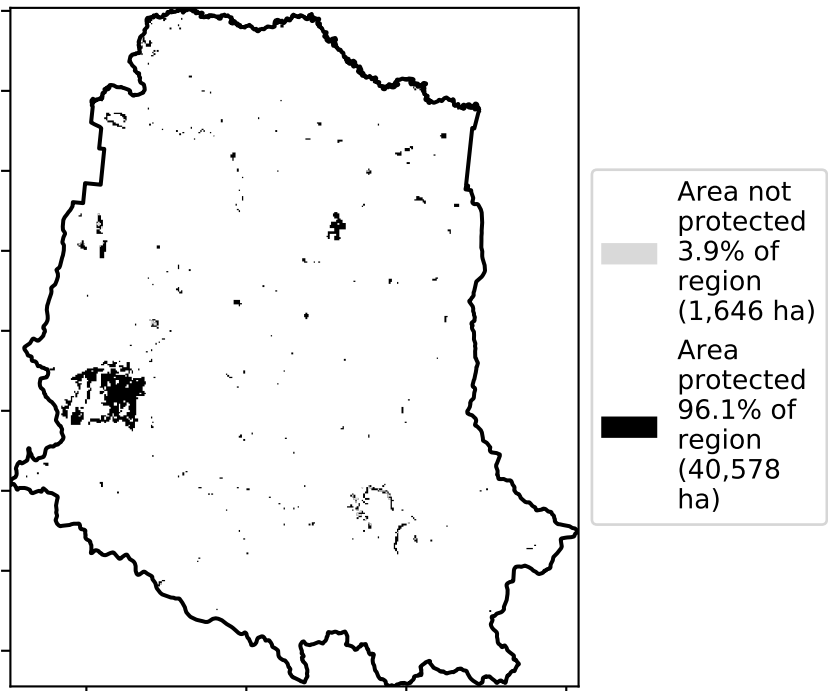 Area not
protected
3.9% of
region
(1,646 ha)
Area
protected
96.1% of
region
(40,578
ha)